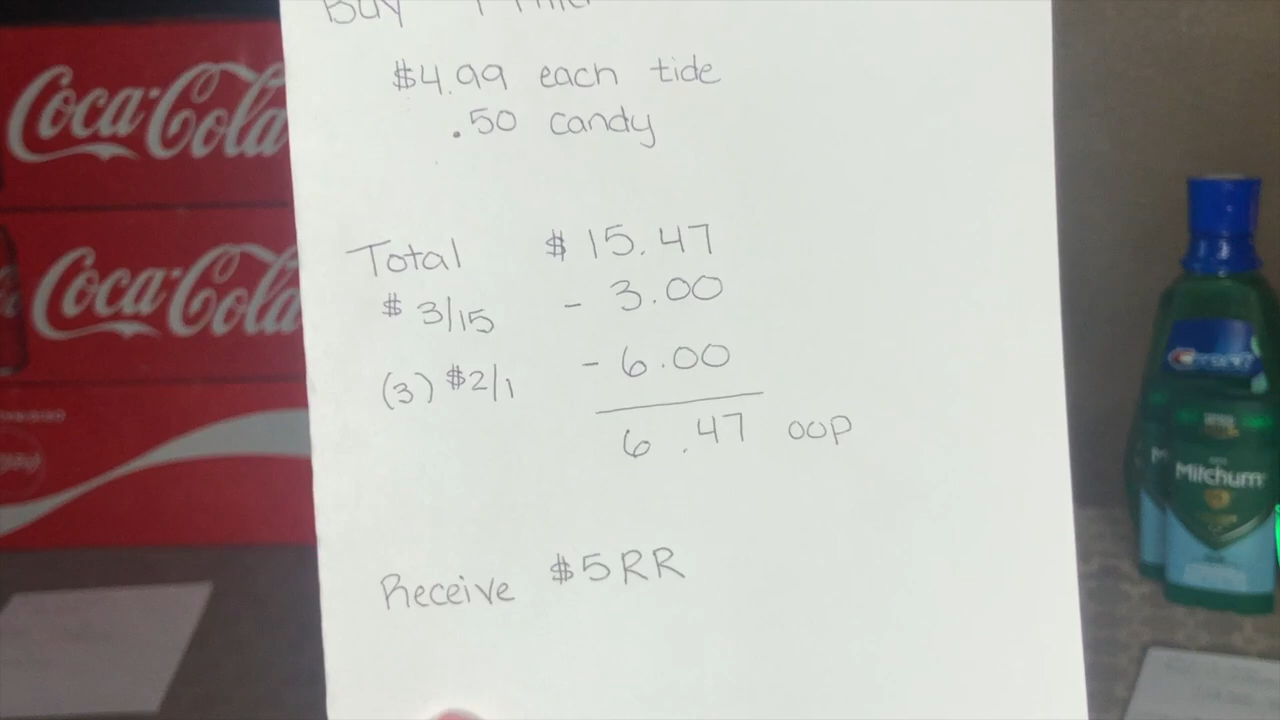 Buy
$4.99 each tide
.50 candy
Total $15.47
$3/15 - 3.00
(3) $2/1 - 6.00
6.47 oop
Receive $5RR
Coca-Cola
Coca-Cola
Crest
Mitchum